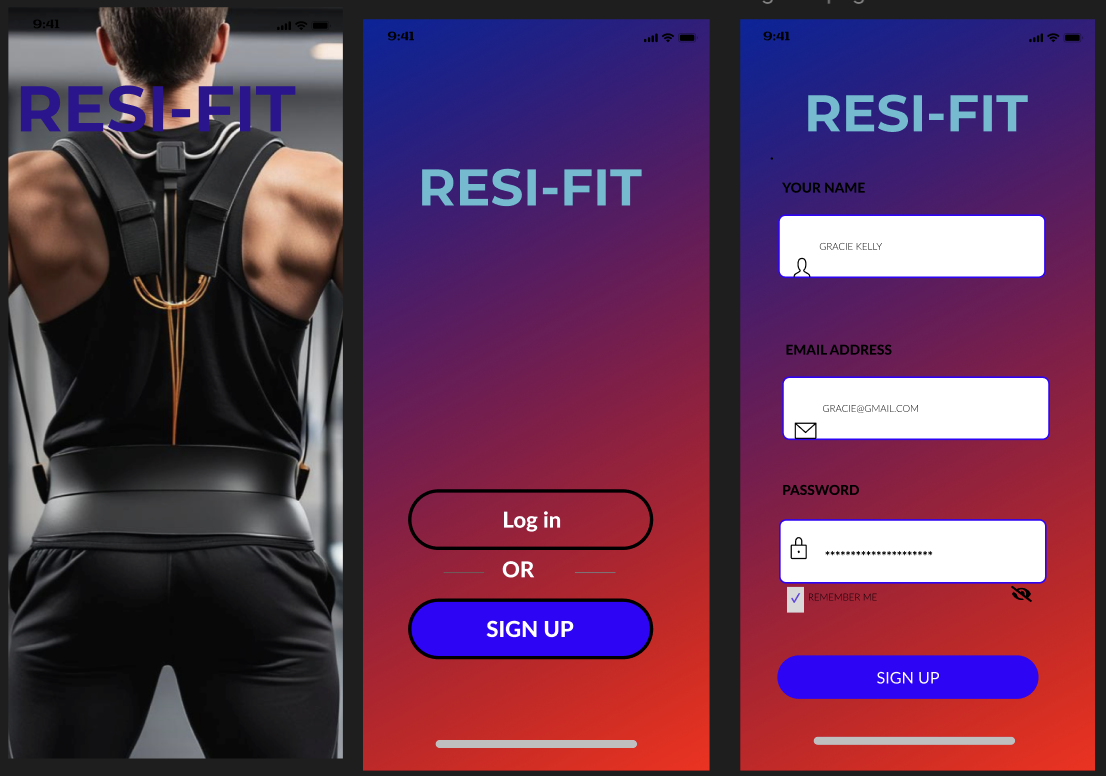 9:41
RESI-FIT
9:41
RESI-FIT
Log in
OR
SIGN UP
9:41
RESI-FIT
YOUR NAME
GRACIE KELLY
EMAIL ADDRESS
GRACIE@GMAIL.COM
PASSWORD
*********************
REMEMBER ME
SIGN UP